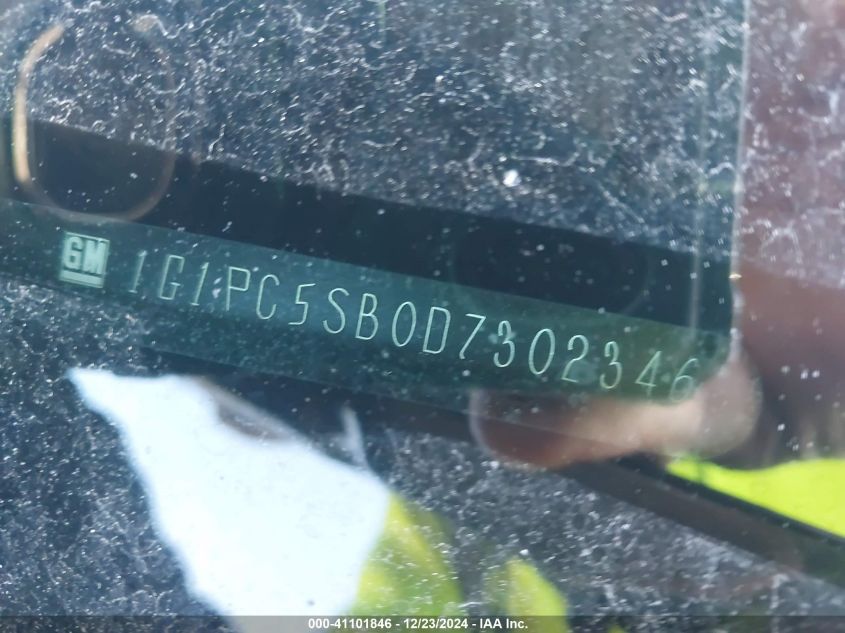 GM 1G1PC5SB0D7302346
000-41101846 - 12/23/2024 - IAA Inc.